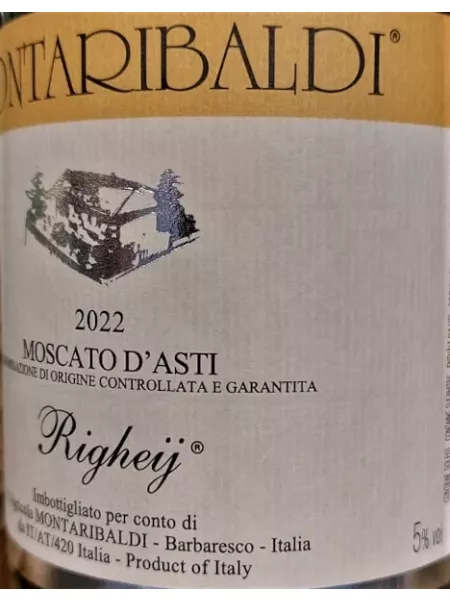 NTARIBALDI®
2022
MOSCATO D'ASTI
DI ORIGINE CONTROLLATA E GARANTITA
Righeij®
Imbottigliato per conto di
MONTARIBALDI - Barbaresco - Italia
da IT/AT/420 Italia - Product of Italy
5% vol